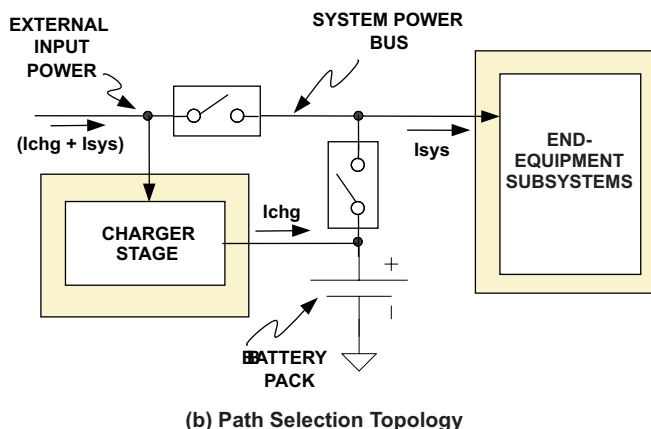 EXTERNAL
INPUT
POWER
SYSTEM POWER
BUS
(Ichg + Isys)
Isys
END-
EQUIPMENT
SUBSYSTEMS
CHARGER
STAGE
Ichg
+
–
BATTERY
PACK
(b) Path Selection Topology